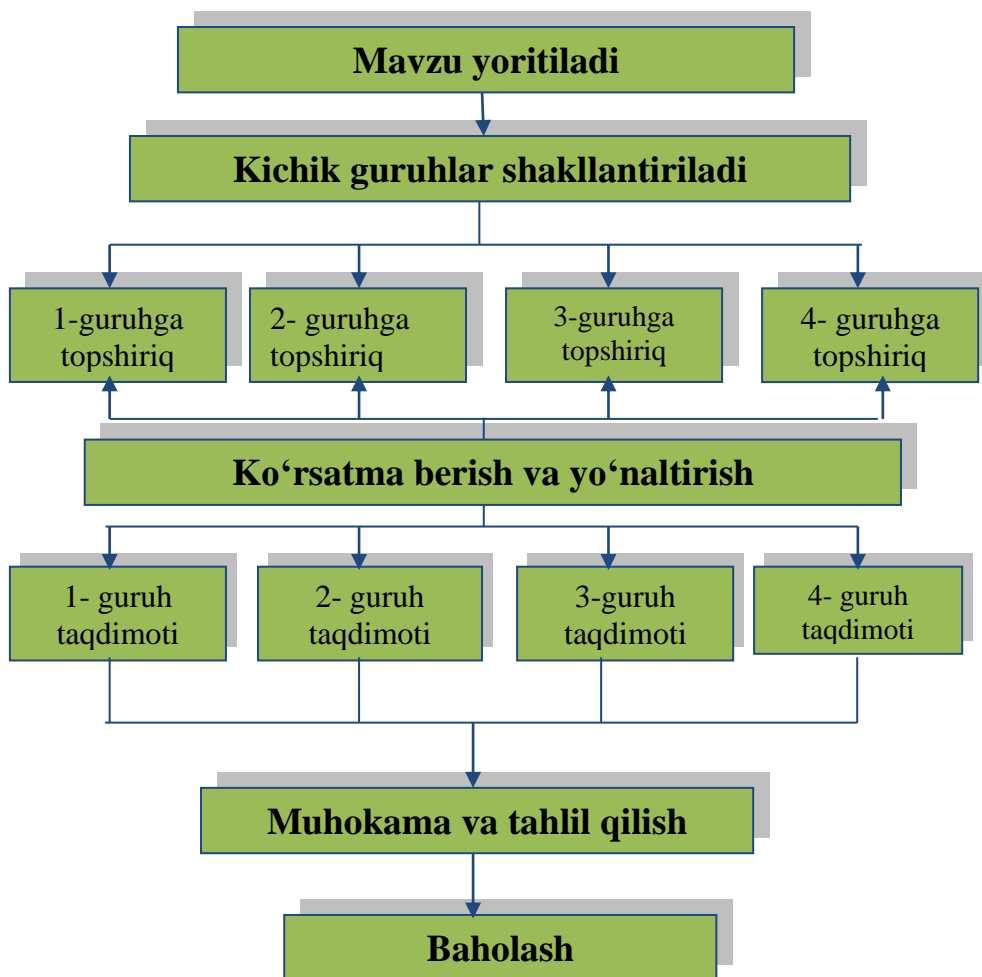 Mavzu yoritiladi
Kichik guruhlar shakllantiriladi
1-guruhga
topshiriq
2- guruhga
topshiriq
3-guruhga
topshiriq
4- guruhga
topshiriq
Ko‘rsatma berish va yo‘naltirish
1- guruh
taqdimoti
2- guruh
taqdimoti
3-guruh
taqdimoti
4- guruh
taqdimoti
Muhokama va tahlil qilish
Baholash